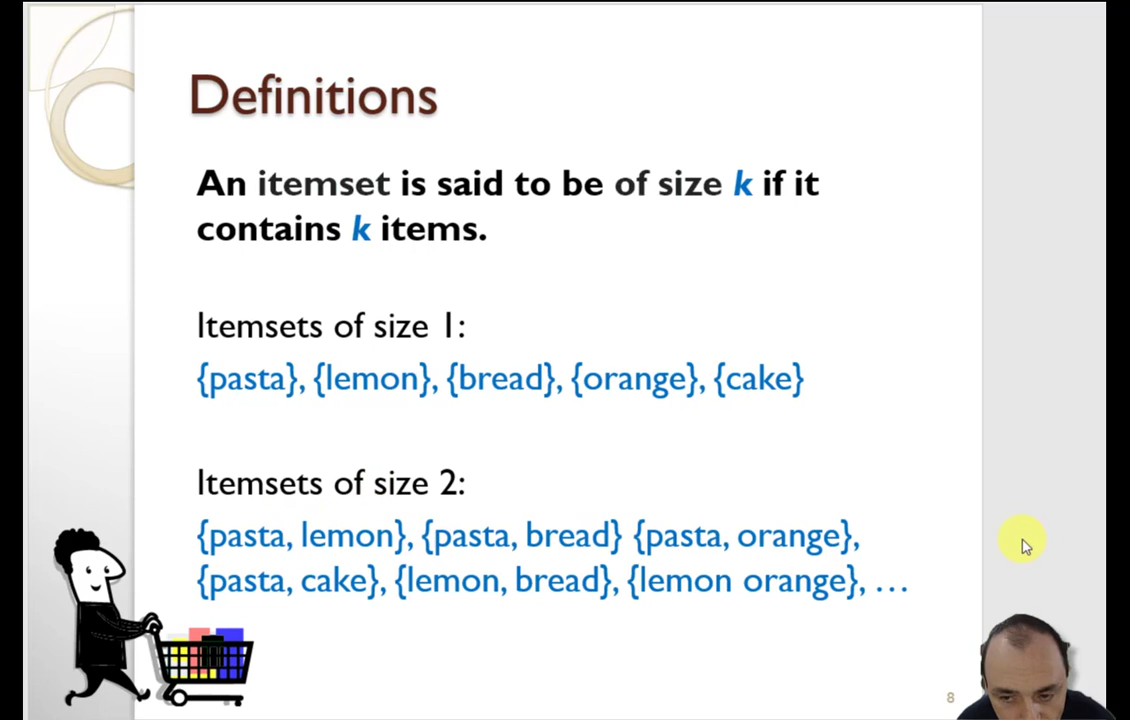 Definitions
An itemset is said to be of size k if it
contains k items.
Itemsets of size 1:
{pasta}, {lemon}, {bread}, {orange}, {cake}
Itemsets of size 2:
{pasta, lemon}, {pasta, bread} {pasta, orange},
{pasta, cake}, {lemon, bread}, {lemon orange}, …
8